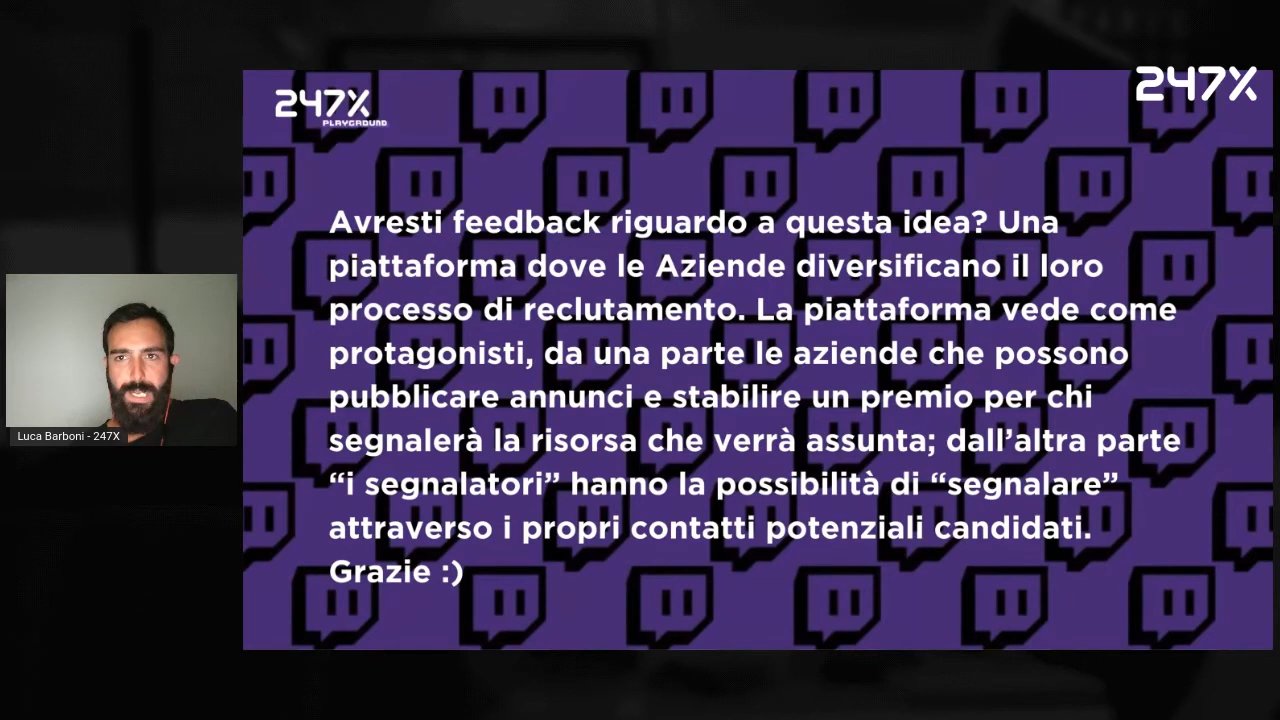 247X
247X
PLAYGROUND
Avresti feedback riguardo a questa idea? Una
piattaforma dove le Aziende diversificano il loro
processo di reclutamento. La piattaforma vede come
protagonisti, da una parte le aziende che possono
pubblicare annunci e stabilire un premio per chi
segnalerà la risorsa che verrà assunta; dall’altra parte
“i segnalatori” hanno la possibilità di “segnalare”
attraverso i propri contatti potenziali candidati.
Grazie :)
Luca Barboni - 247X